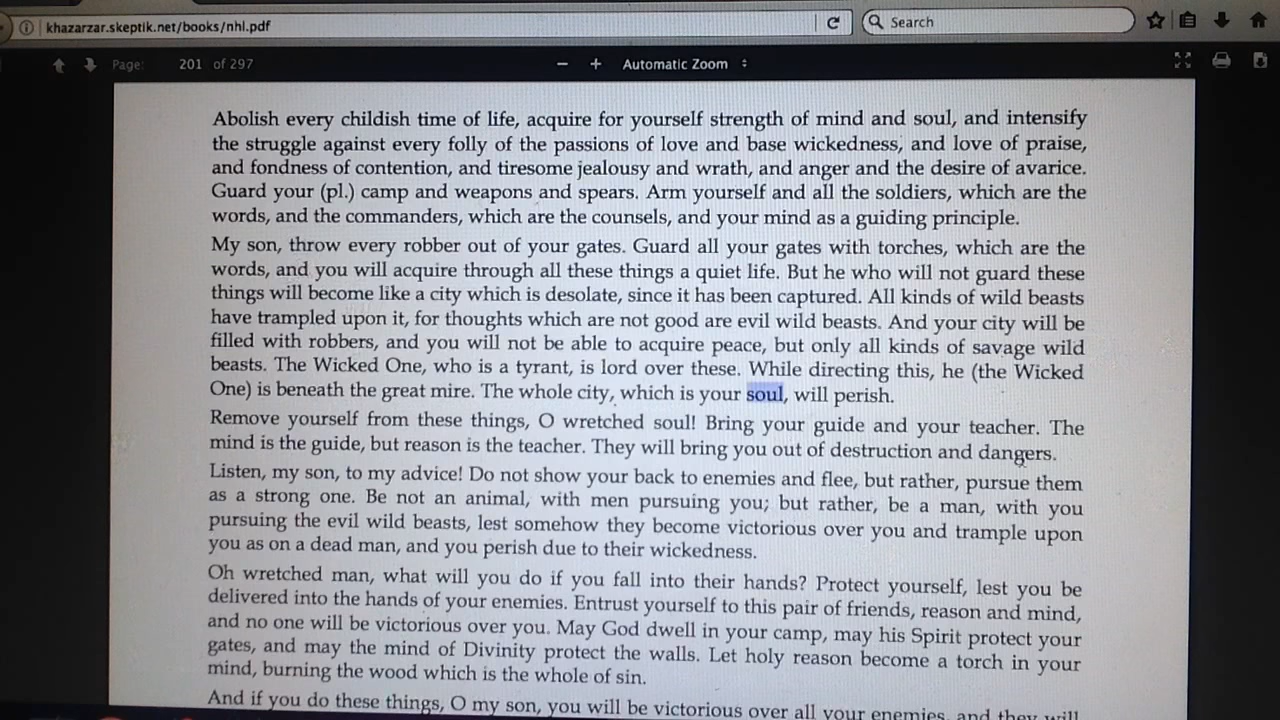 khazarzar.skeptik.net/books/nhl.pdf
Search
Page: 201 of 297
Automatic Zoom
Abolish every childish time of life, acquire for yourself strength of mind and soul, and intensify
the struggle against every folly of the passions of love and base wickedness, and love of praise,
and fondness of contention, and tiresome jealousy and wrath, and anger and the desire of avarice.
Guard your (pl.) camp and weapons and spears. Arm yourself and all the soldiers, which are the
words, and the commanders, which are the counsels, and your mind as a guiding principle.
My son, throw every robber out of your gates. Guard all your gates with torches, which are the
words, and you will acquire through all these things a quiet life. But he who will not guard these
things will become like a city which is desolate, since it has been captured. All kinds of wild beasts
have trampled upon it, for thoughts which are not good are evil wild beasts. And your city will be
filled with robbers, and you will not be able to acquire peace, but only all kinds of savage wild
beasts. The Wicked One, who is a tyrant, is lord over these. While directing this, he (the Wicked
One) is beneath the great mire. The whole city, which is your soul, will perish.
Remove yourself from these things, O wretched soul! Bring your guide and your teacher. The
mind is the guide, but reason is the teacher. They will bring you out of destruction and dangers.
Listen, my son, to my advice! Do not show your back to enemies and flee, but rather, pursue them
as a strong one. Be not an animal, with men pursuing you; but rather, be a man, with you
pursuing the evil wild beasts, lest somehow they become victorious over you and trample upon
you as on a dead man, and you perish due to their wickedness.
Oh wretched man, what will you do if you fall into their hands? Protect yourself, lest you be
delivered into the hands of your enemies. Entrust yourself to this pair of friends, reason and mind,
and no one will be victorious over you. May God dwell in your camp, may his Spirit protect your
gates, and may the mind of Divinity protect the walls. Let holy reason become a torch in your
mind, burning the wood which is the whole of sin.
And if you do these things, O my son, you will be victorious over all your enemies, and they will